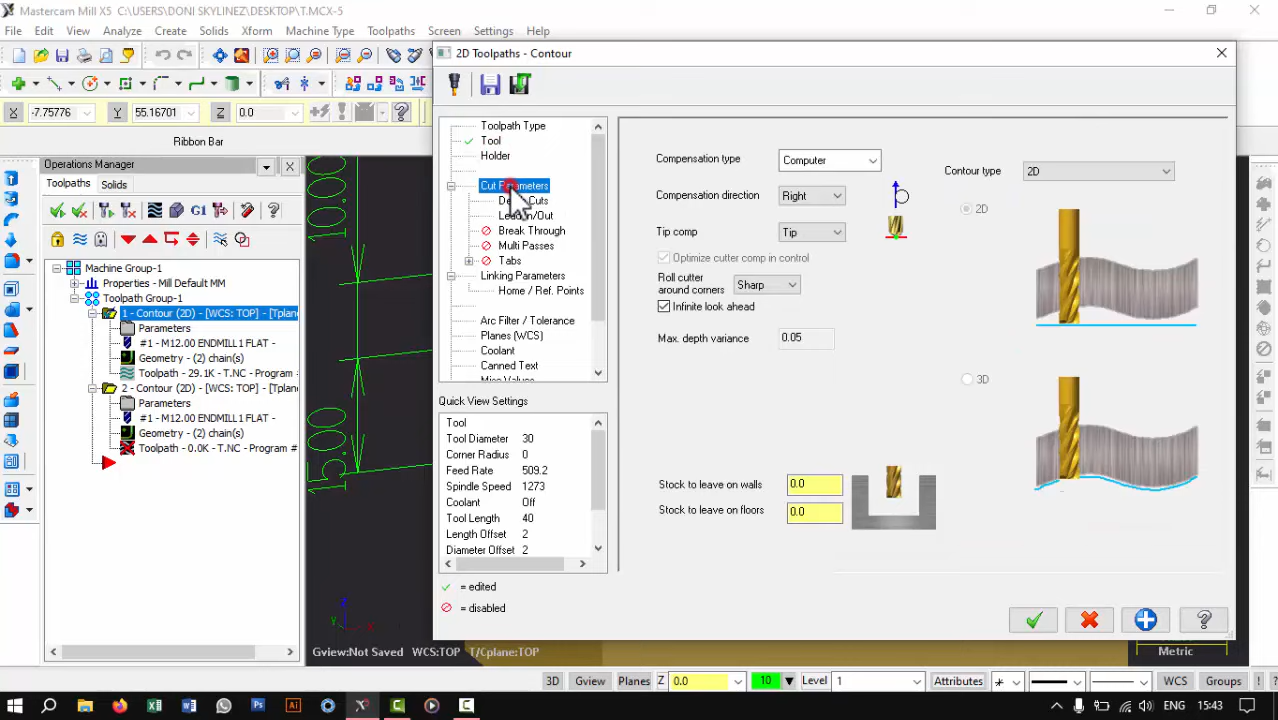 Mastercam Mill X5 C:\USERS\DONI SKYLINEZ\DESKTOP\T.MCX-5
File Edit View Analyze Create Solids Xform Machine Type Toolpaths Screen Settings Help
2D Toolpaths - Contour
X -7.75776 Y 55.16701 Z 0.0
Ribbon Bar
Operations Manager
Toolpaths Solids
Machine Group-1
Properties - Mill Default MM
Toolpath Group-1
1 - Contour (2D) - [WCS: TOP] - [Tplane
Parameters
#1 - M12.00 ENDMILL1 FLAT -
Geometry - (2) chain(s)
Toolpath - 29.1K - T.NC - Program #
2 - Contour (2D) - [WCS: TOP] - [Tplane
Parameters
#1 - M12.00 ENDMILL1 FLAT -
Geometry - (2) chain(s)
Toolpath - 0.0K - T.NC - Program #
10.00
15.00
Z
Y
X
Toolpath Type
Tool
Holder
Cut Parameters
Depth Cuts
Lead In/Out
Break Through
Multi Passes
Tabs
Linking Parameters
Home / Ref. Points
Arc Filter / Tolerance
Planes (WCS)
Coolant
Canned Text
Misc Values
Quick View Settings
Tool
Tool Diameter 30
Corner Radius 0
Feed Rate 509.2
Spindle Speed 1273
Coolant Off
Tool Length 40
Length Offset 2
Diameter Offset 2
= edited
= disabled
Compensation type Computer
Compensation direction Right
Tip comp Tip
Optimize cutter comp in control
Roll cutter around corners Sharp
Infinite look ahead
Max. depth variance 0.05
Stock to leave on walls 0.0
Stock to leave on floors 0.0
Contour type 2D
2D
3D
Gview:Not Saved WCS:TOP T/Cplane:TOP
Metric
3D Gview Planes Z 0.0 10 Level 1 Attributes WCS Groups
15:43